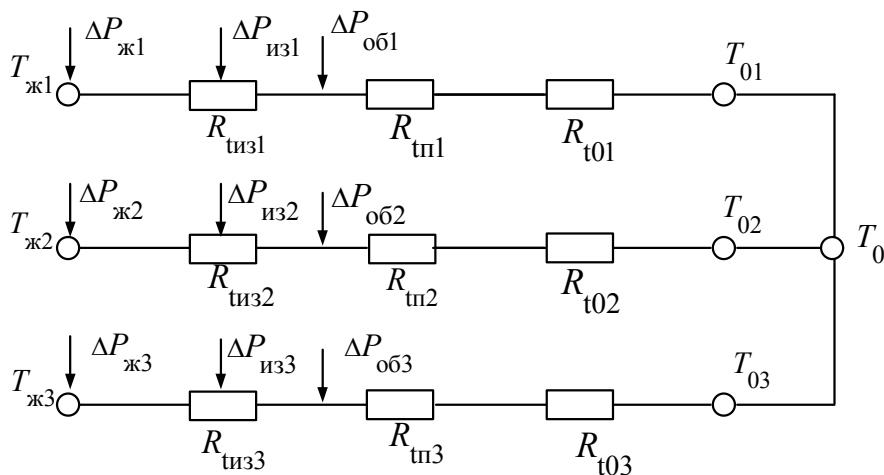 ΔPж1 ΔPиз1 ΔPоб1
Tж1 T01
Rtиз1 Rtп1 Rt01
ΔPж2 ΔPиз2 ΔPоб2
Tж2 T02 T0
Rtиз2 Rtп2 Rt02
ΔPж3 ΔPиз3 ΔPоб3
Tж3 T03
Rtиз3 Rtп3 Rt03